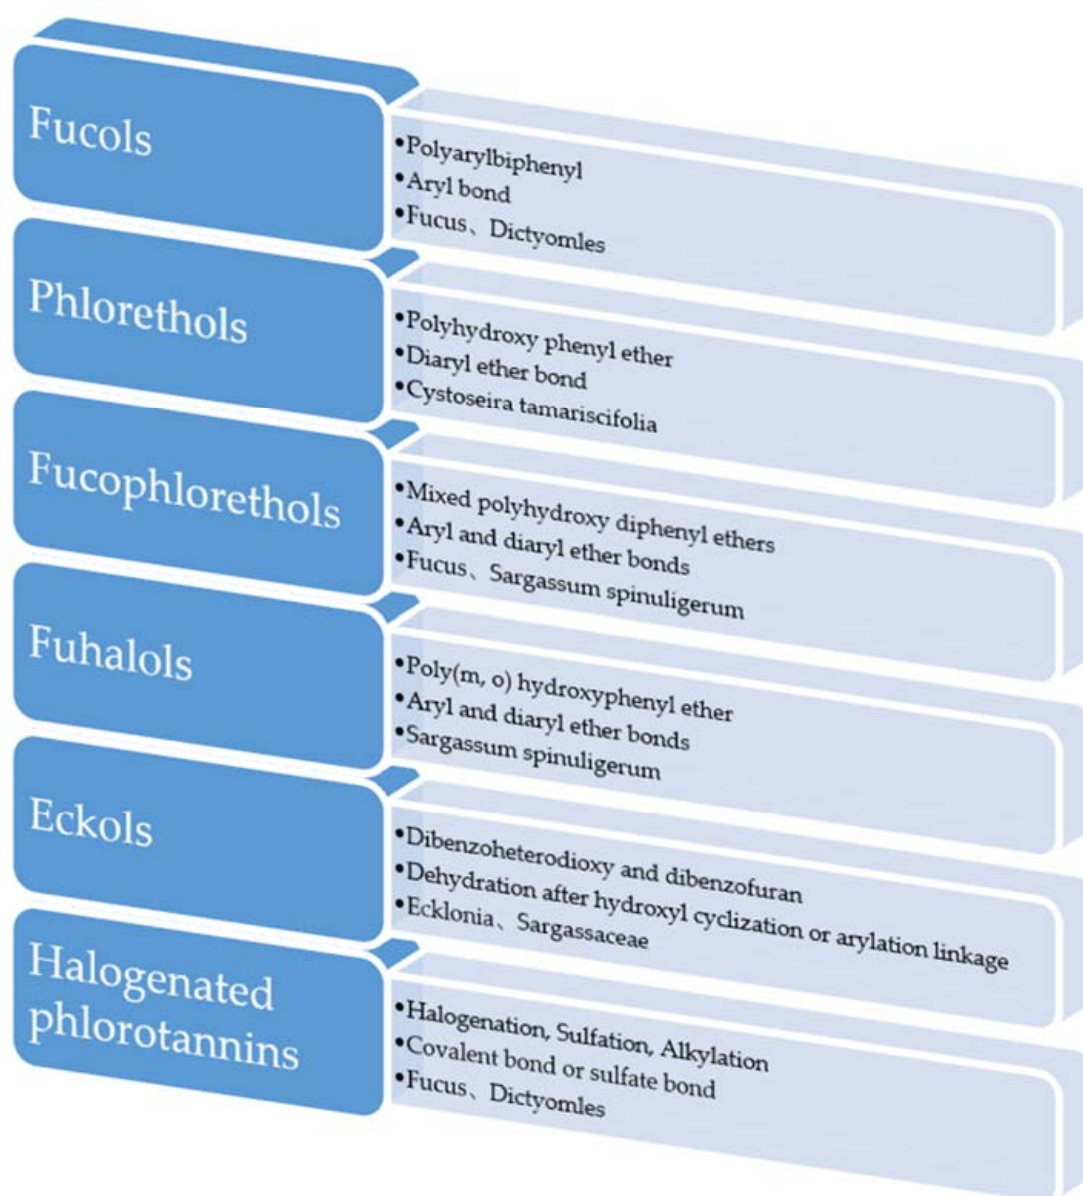 Fucols
•Polyarylbiphenyl
•Aryl bond
•Fucus、Dictyomles
Phlorethols
•Polyhydroxy phenyl ether
•Diaryl ether bond
•Cystoseira tamariscifolia
Fucophlorethols
•Mixed polyhydroxy diphenyl ethers
•Aryl and diaryl ether bonds
•Fucus、Sargassum spinuligerum
Fuhalols
•Poly(m, o) hydroxyphenyl ether
•Aryl and diaryl ether bonds
•Sargassum spinuligerum
Eckols
•Dibenzoheterodioxy and dibenzofuran
•Dehydration after hydroxyl cyclization or arylation linkage
•Ecklonia、Sargassaceae
Halogenated
phlorotannins
•Halogenation, Sulfation, Alkylation
•Covalent bond or sulfate bond
•Fucus、Dictyomles